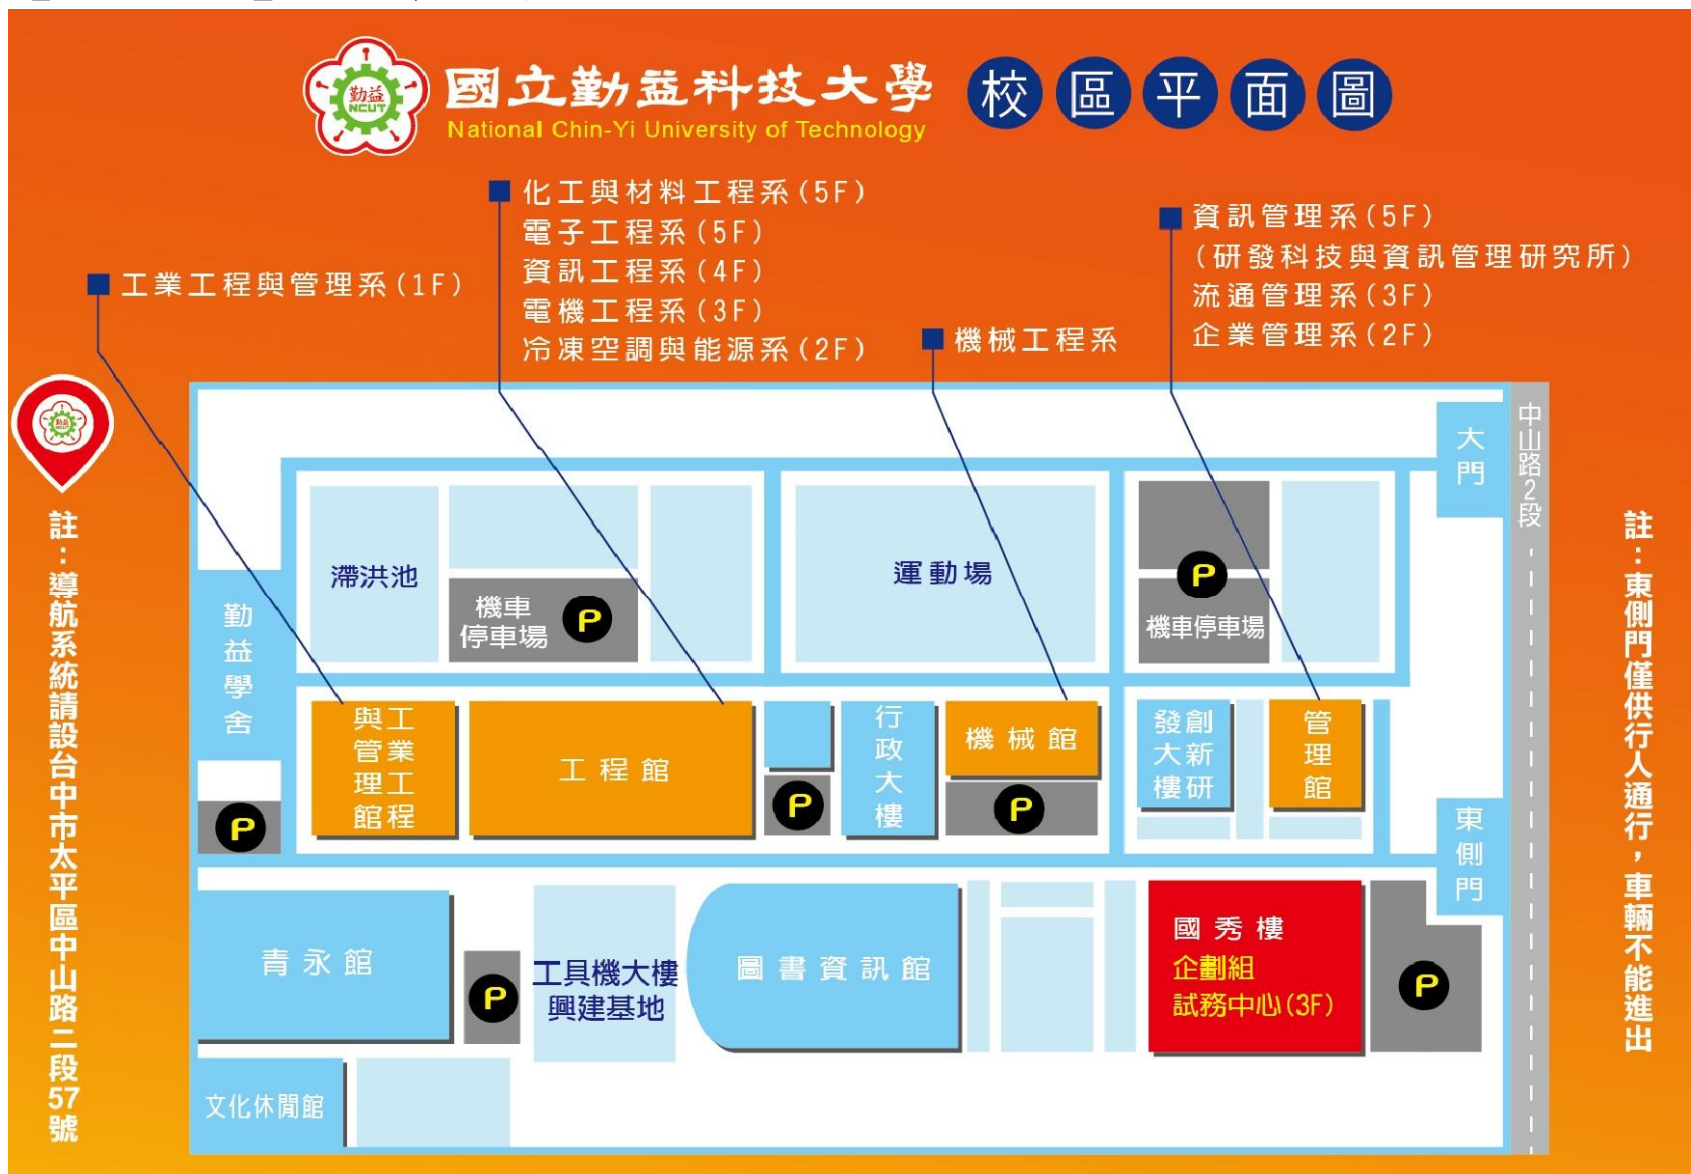 勤益
NCUT
國立勤益科技大學
National Chin-Yi University of Technology
校區平面圖
化工與材料工程系(5F)
電子工程系(5F)
資訊工程系(4F)
電機工程系(3F)
冷凍空調與能源系(2F)
資訊管理系(5F)
(研發科技與資訊管理研究所)
流通管理系(3F)
企業管理系(2F)
工業工程與管理系(1F)
機械工程系
勤益
NCUT
註：導航系統請設台中市太平區中山路二段57號
註：東側門僅供行人通行，車輛不能進出
中山路2段
大門
滯洪池
機車
停車場
P
運動場
P
機車停車場
勤益學舍
工業工程
與管理館
工程館
行政大樓
機械館
創新研
發大樓
管理館
P
P
P
東側門
青永館
P
工具機大樓
興建基地
圖書資訊館
國秀樓
企劃組
試務中心(3F)
P
文化休閒館